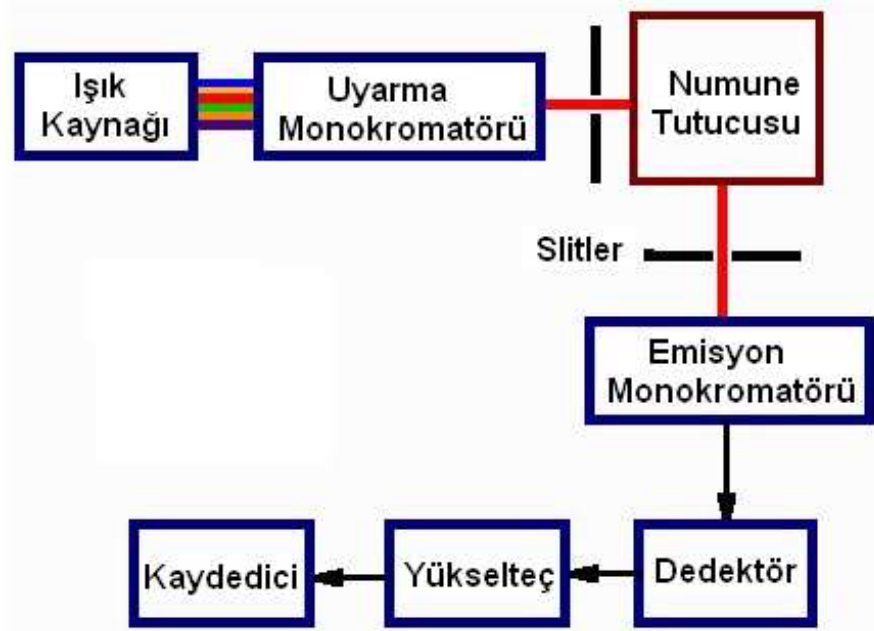 Işık
Kaynağı
Uyarma
Monokromatörü
Numune
Tutucusu
Slitler
Emisyon
Monokromatörü
Kaydedici
Yükselteç
Dedektör